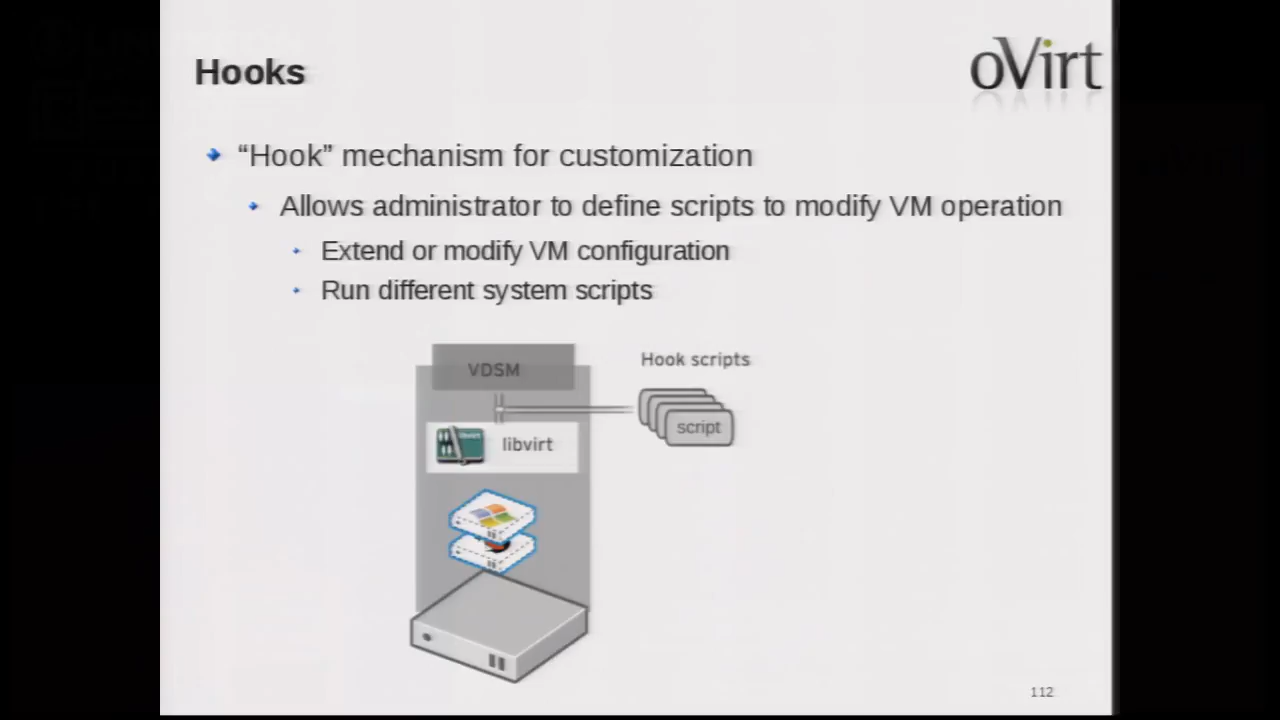 Hooks
oVirt
“Hook” mechanism for customization
Allows administrator to define scripts to modify VM operation
Extend or modify VM configuration
Run different system scripts
VDSM
Hook scripts
script
libvirt
112